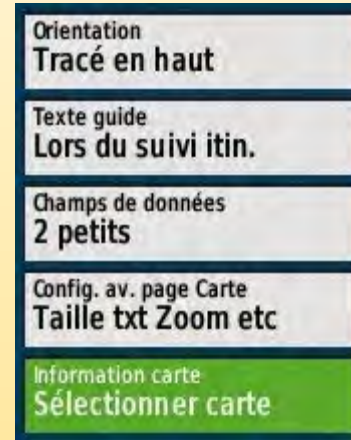 Orientation
Tracé en haut
Texte guide
Lors du suivi itin.
Champs de données
2 petits
Config. av. page Carte
Taille txt Zoom etc
Information carte
Sélectionner carte